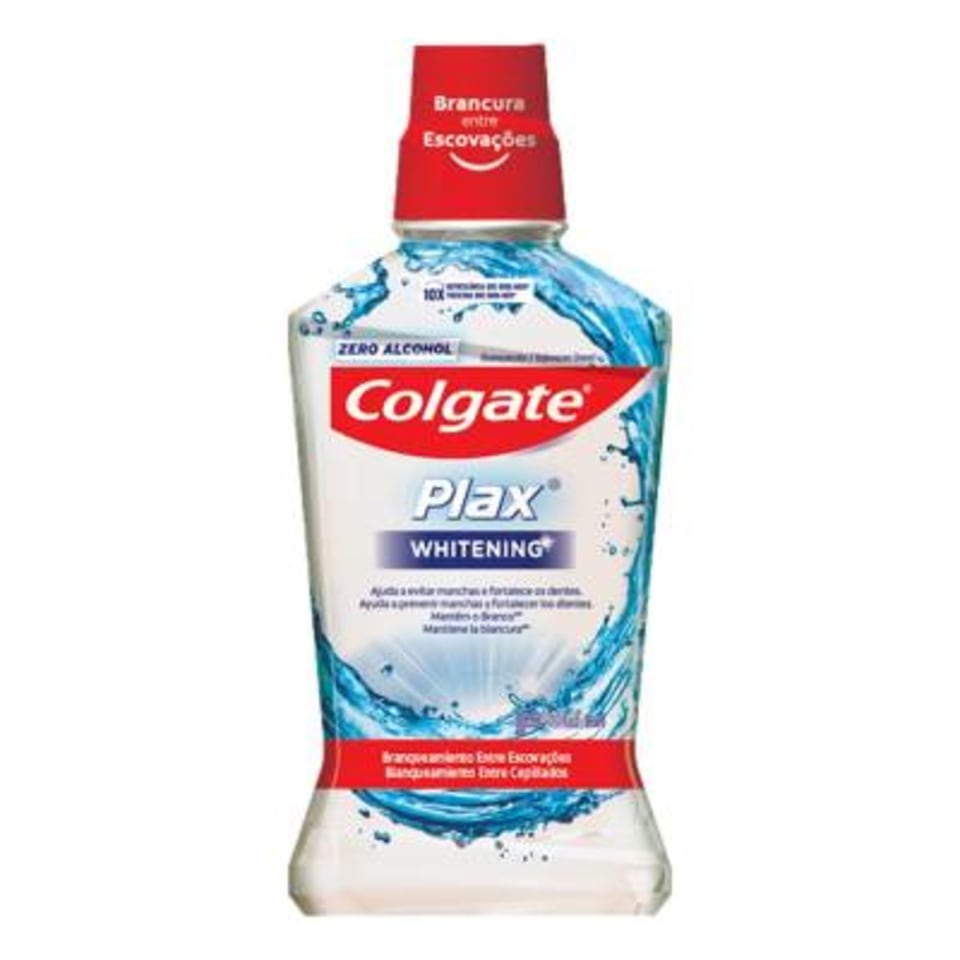 Brancura
entre
Escovações
10X
ZERO ALCOHOL
Colgate®
Plax®
WHITENING
Ajuda a evitar manchas e fortalece os dentes.
Ayuda a prevenir manchas y fortalecer los dientes.
Mantém o Branco
Mantiene la blancura
Branqueamiento Entre Escovações
Blanqueamiento Entre Cepillados